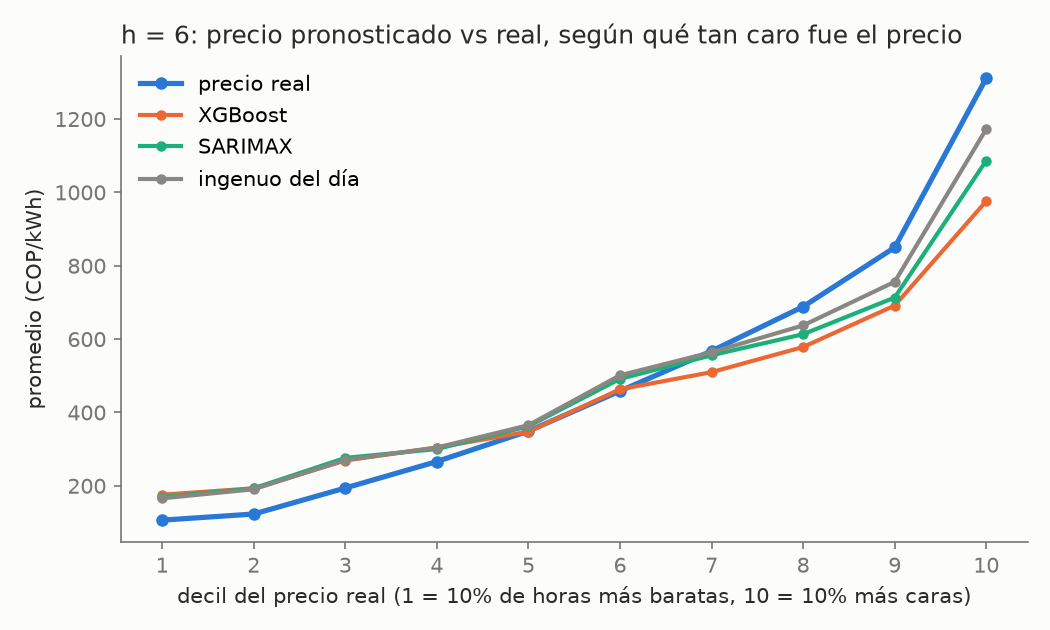 h = 6: precio pronosticado vs real, según qué tan caro fue el precio
precio real
XGBoost
SARIMAX
ingenuo del día
promedio (COP/kWh)
1200
1000
800
600
400
200
1 2 3 4 5 6 7 8 9 10
decil del precio real (1 = 10% de horas más baratas, 10 = 10% más caras)